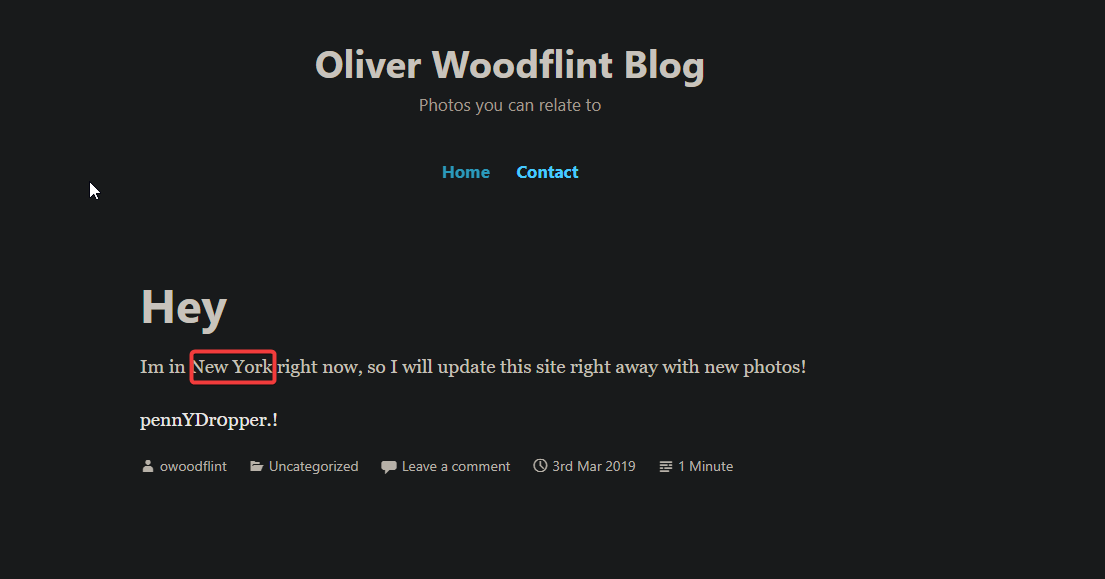 Oliver Woodflint Blog
Photos you can relate to
Home Contact
Hey
Im in New York right now, so I will update this site right away with new photos!
pennYDr0pper.!
owoodflint Uncategorized Leave a comment 3rd Mar 2019 1 Minute